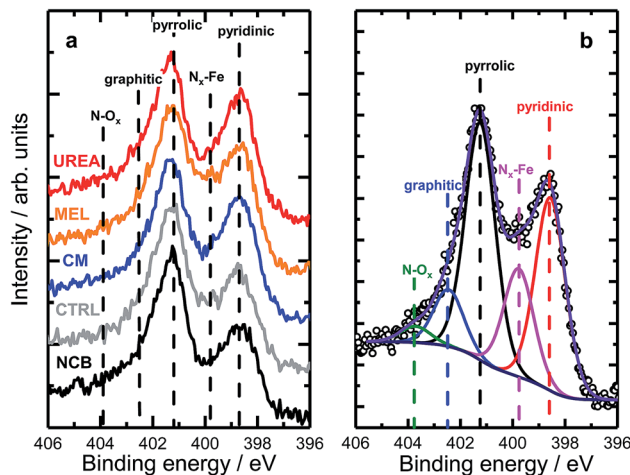 a
pyrrolic
pyridinic
graphitic
Nx-Fe
N-Ox
UREA
MEL
CM
CTRL
NCB
Intensity / arb. units
406 404 402 400 398 396
Binding energy / eV
b
pyrrolic
pyridinic
graphitic
Nx-Fe
N-Ox
406 404 402 400 398 396
Binding energy / eV